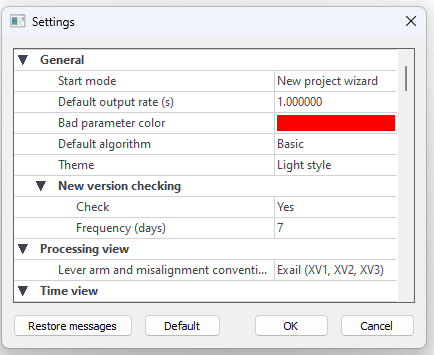 Settings
General
Start mode New project wizard
Default output rate (s) 1.000000
Bad parameter color
Default algorithm Basic
Theme Light style
New version checking
Check Yes
Frequency (days) 7
Processing view
Lever arm and misalignment conventi... Exail (XV1, XV2, XV3)
Time view
Restore messages Default OK Cancel